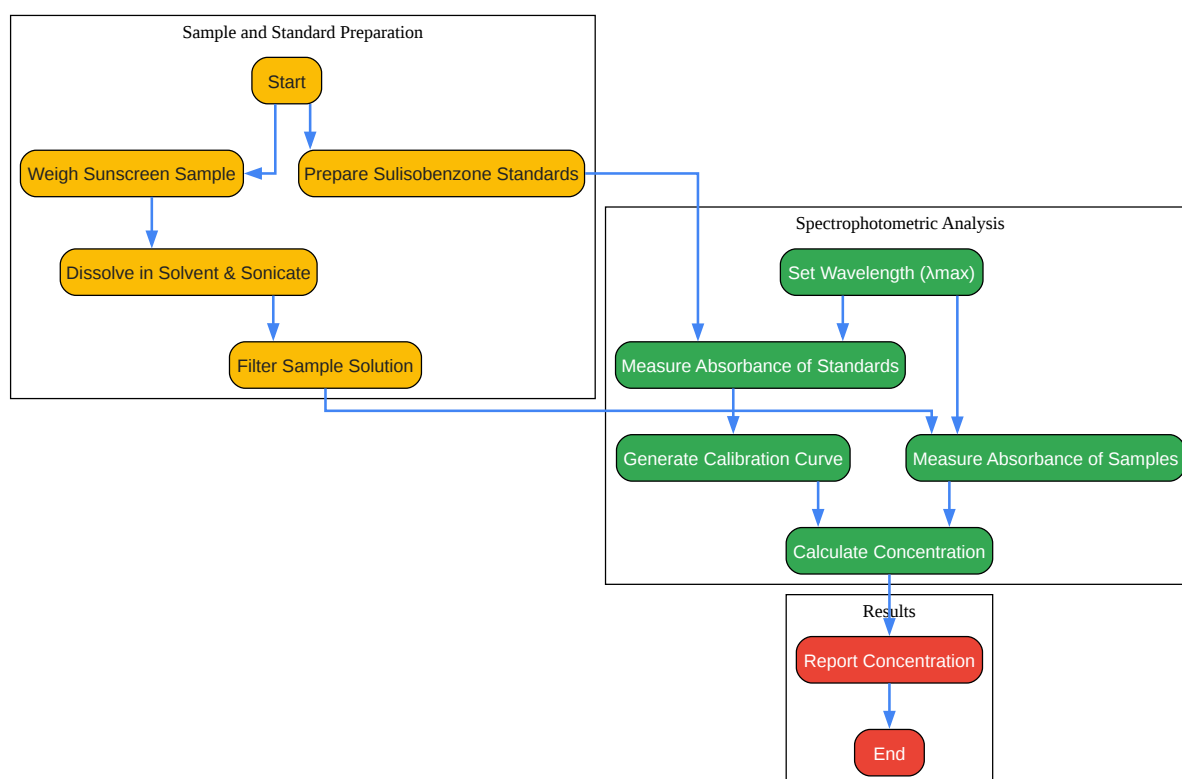 Sample and Standard Preparation
Start
Weigh Sunscreen Sample
Prepare Sulisobenzone Standards
Dissolve in Solvent & Sonicate
Filter Sample Solution
Spectrophotometric Analysis
Set Wavelength (λmax)
Measure Absorbance of Standards
Generate Calibration Curve
Measure Absorbance of Samples
Calculate Concentration
Results
Report Concentration
End